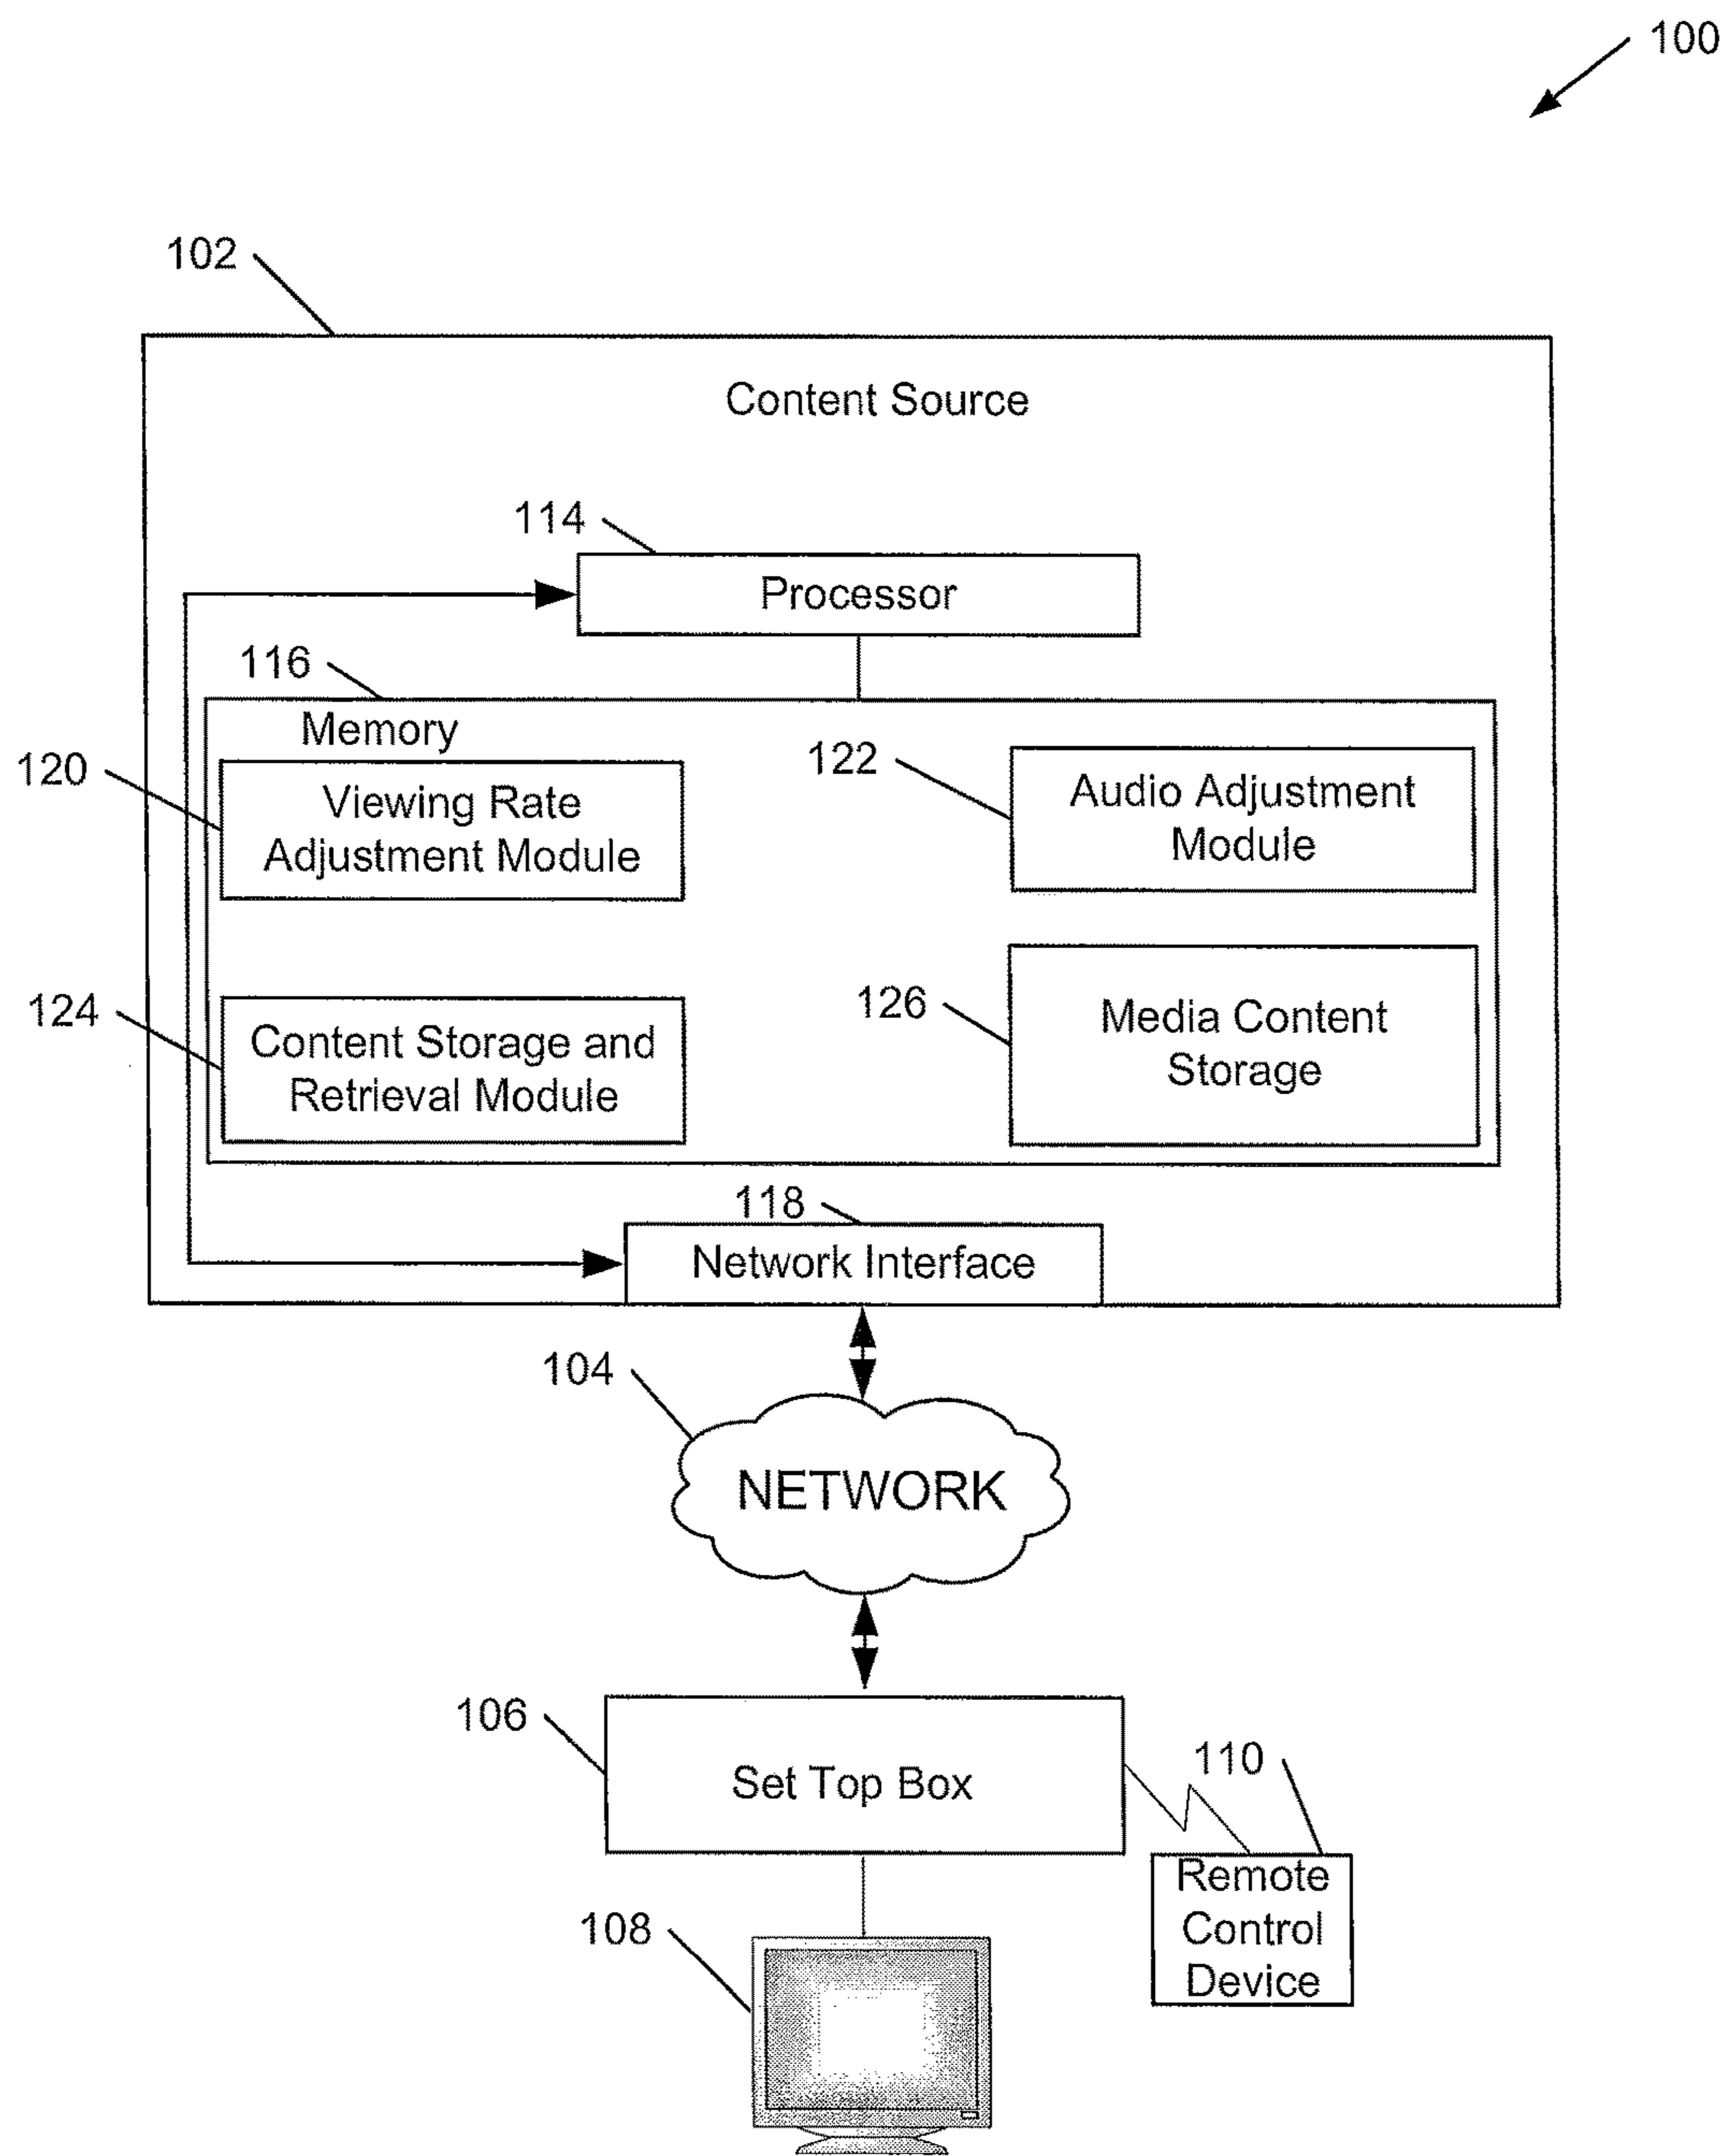 100
102
Content Source
114
Processor
116
Memory
120
Viewing Rate
Adjustment Module
122
Audio Adjustment
Module
124
Content Storage and
Retrieval Module
126
Media Content
Storage
118
Network Interface
104
NETWORK
106
Set Top Box
110
Remote
Control
Device
108